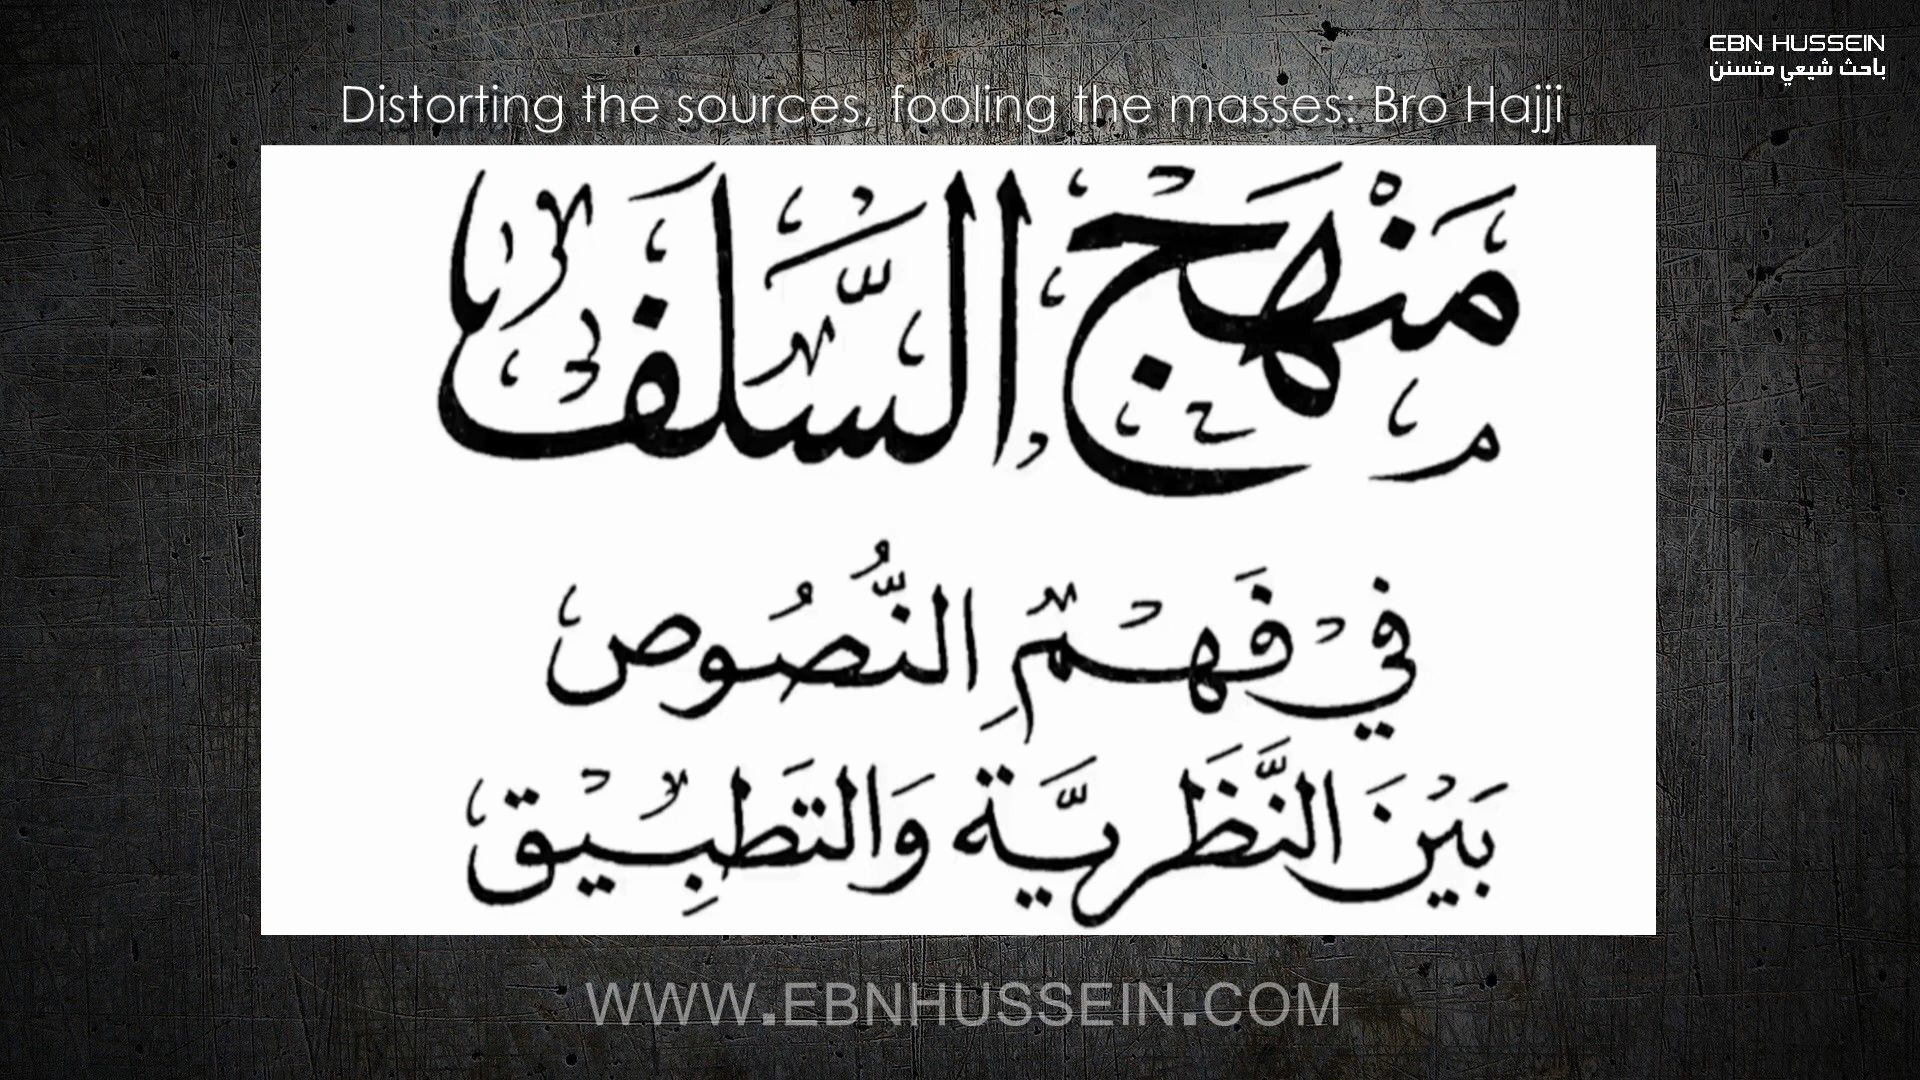 EBN HUSSEIN
باحث شيعي متسنن
Distorting the sources, fooling the masses: Bro Hajji
مَنْهَجُ السَّلَفِ
فِي فَهْمِ النُّصُوصِ
بَيْنَ النَّظَرِيَّةِ وَالتَّطْبِيقِ
WWW.EBNHUSSEIN.COM